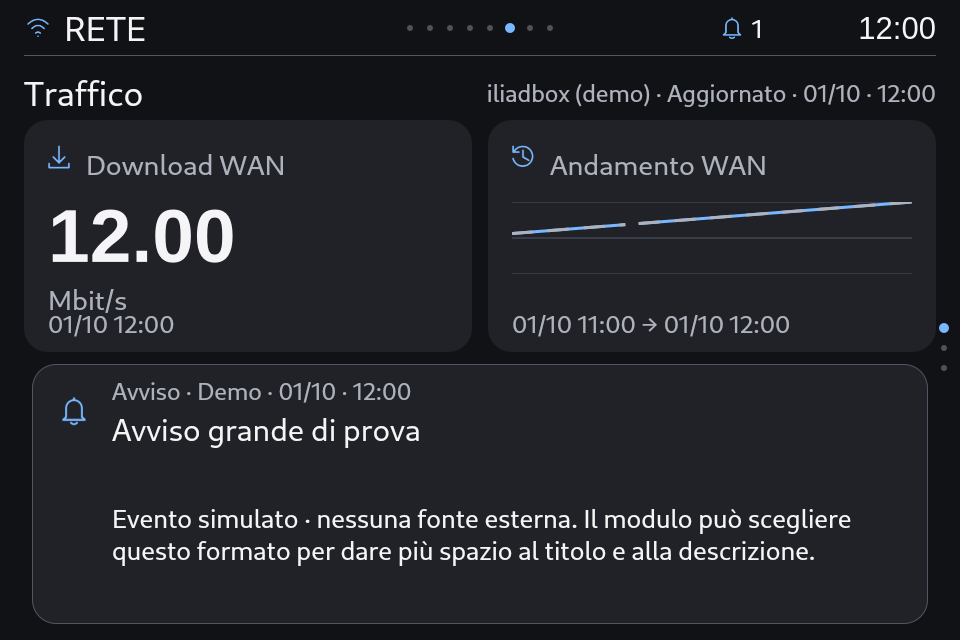 RETE
1
12:00
Traffico
iliadbox (demo) · Aggiornato · 01/10 · 12:00
Download WAN
12.00
Mbit/s
01/10 12:00
Andamento WAN
01/10 11:00 → 01/10 12:00
Avviso · Demo · 01/10 · 12:00
Avviso grande di prova
Evento simulato · nessuna fonte esterna. Il modulo può scegliere
questo formato per dare più spazio al titolo e alla descrizione.